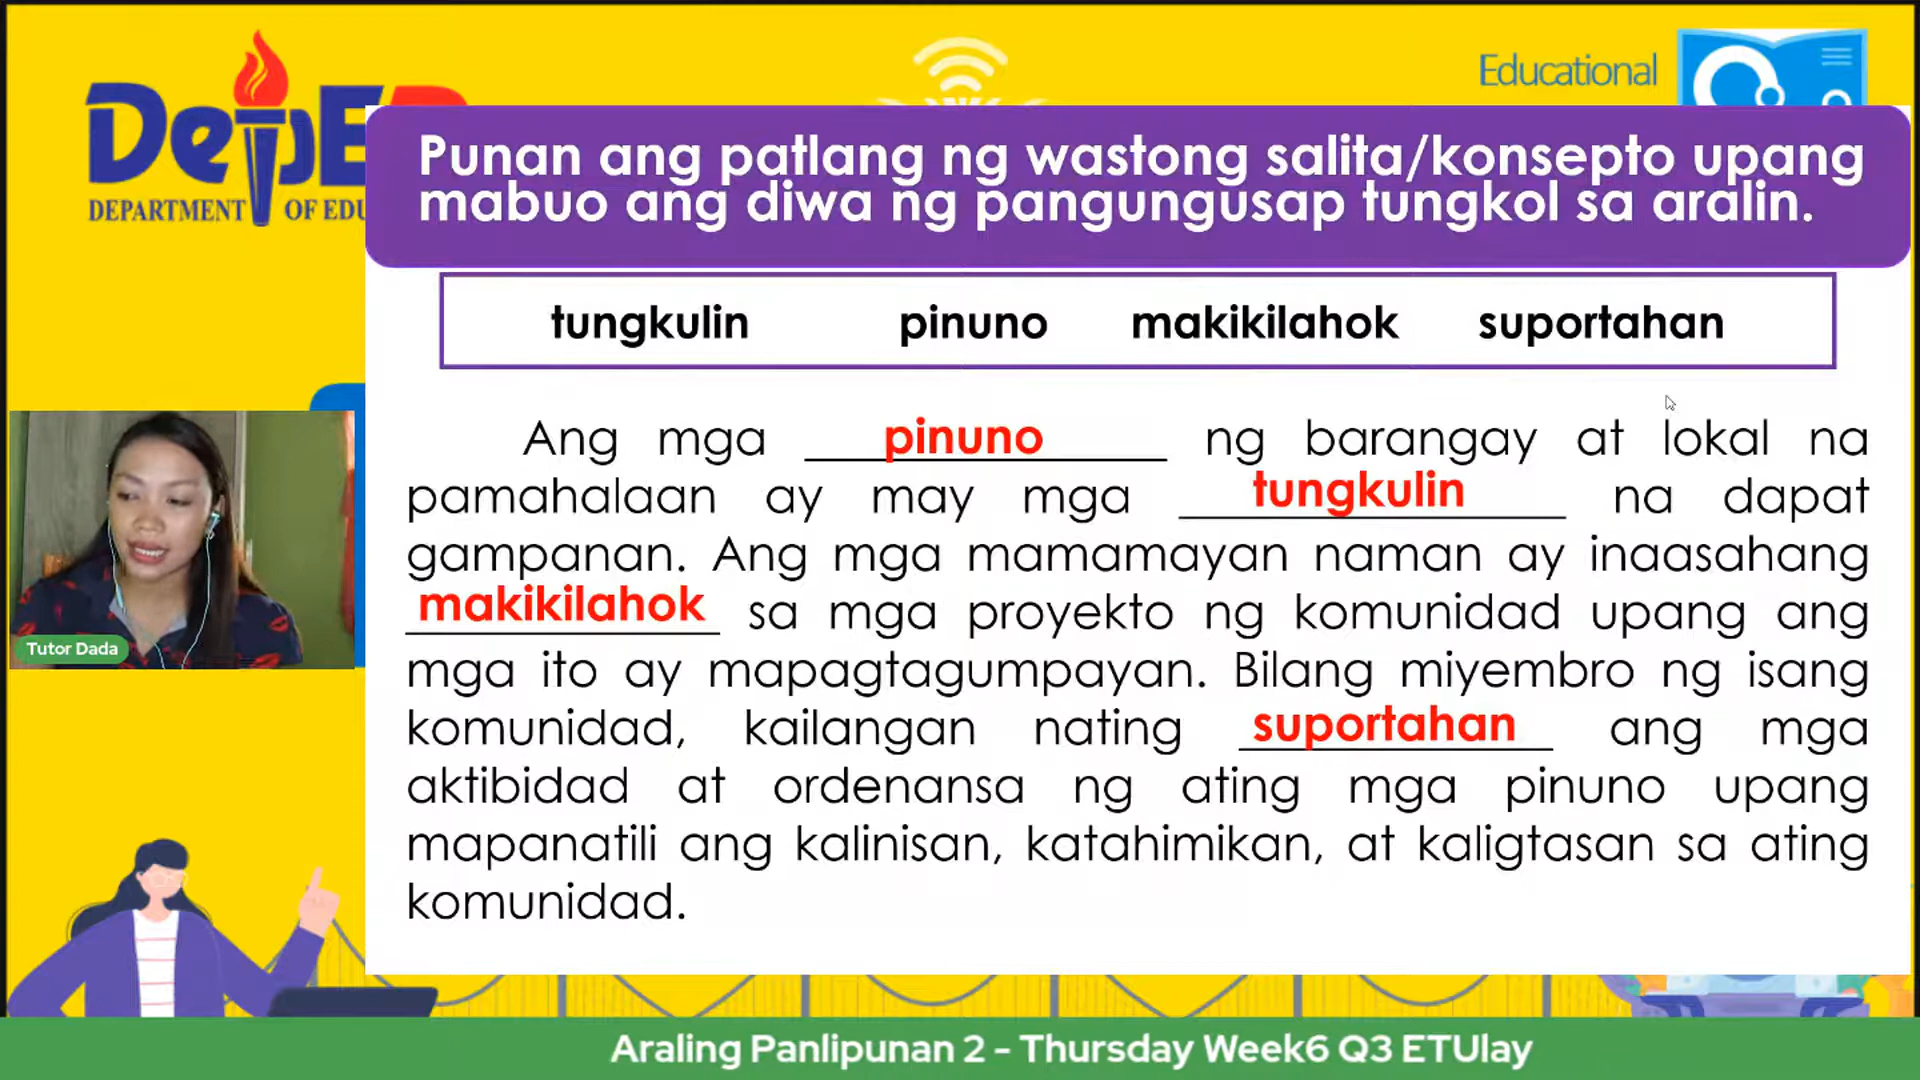 DepED
DEPARTMENT OF EDU
Educational
Punan ang patlang ng wastong salita/konsepto upang
mabuo ang diwa ng pangungusap tungkol sa aralin.
tungkulin pinuno makikilahok suportahan
Ang mga pinuno ng barangay at lokal na
pamahalaan ay may mga tungkulin na dapat
gampanan. Ang mga mamamayan naman ay inaasahang
makikilahok sa mga proyekto ng komunidad upang ang
mga ito ay mapagtagumpayan. Bilang miyembro ng isang
komunidad, kailangan nating suportahan ang mga
aktibidad at ordenansa ng ating mga pinuno upang
mapanatili ang kalinisan, katahimikan, at kaligtasan sa ating
komunidad.
Tutor Dada
Araling Panlipunan 2 - Thursday Week6 Q3 ETUlay